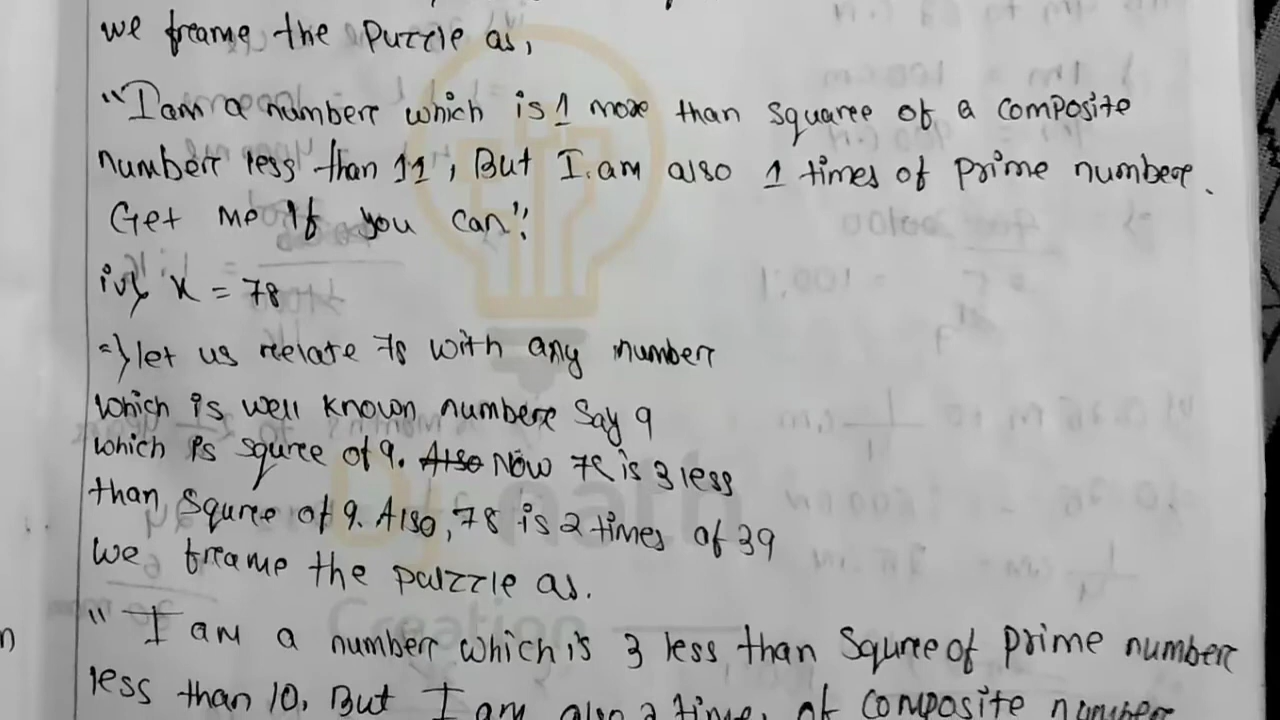 we frame the Puzzle as,
"I am a number which is 1 more than square of a composite
number less than 11, But I am also 1 times of prime number.
Get me If you can".
iv} x = 78
=} let us relate 78 with any number
which is well known number Say 9
which is squre of 9. Also Now 78 is 3 less
than squre of 9. Also, 78 is 2 times of 39
We frame the puzzle as.
" I am a number which is 3 less than Squre of prime number
less than 10, But I am also 2 times of composite number
Creation